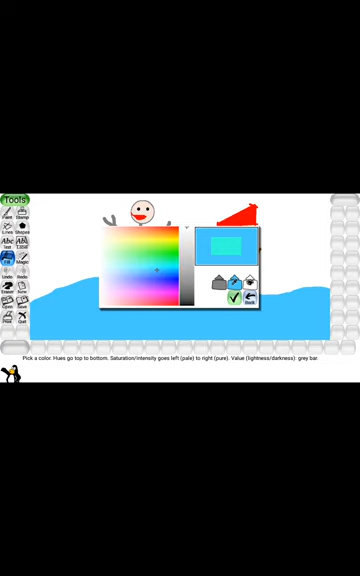 Tools
Paint Stamp
Lines Shapes
Abc Abc
Text Label
Fill Magic
Undo Redo
Eraser New
Open Save
Print Quit
Back
Pick a color. Hues go top to bottom. Saturation/intensity goes left (pale) to right (pure). Value (lightness/darkness): grey bar.